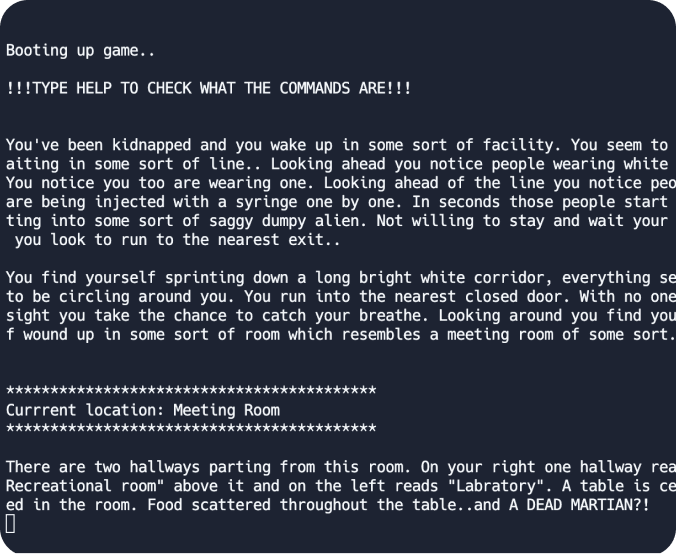 Booting up game..
!!!TYPE HELP TO CHECK WHAT THE COMMANDS ARE!!!
You've been kidnapped and you wake up in some sort of facility. You seem to
aiting in some sort of line.. Looking ahead you notice people wearing white
You notice you too are wearing one. Looking ahead of the line you notice peo
are being injected with a syringe one by one. In seconds those people start
ting into some sort of saggy dumpy alien. Not willing to stay and wait your
you look to run to the nearest exit..
You find yourself sprinting down a long bright white corridor, everything se
to be circling around you. You run into the nearest closed door. With no one
sight you take the chance to catch your breathe. Looking around you find you
f wound up in some sort of room which resembles a meeting room of some sort.
******************************************
Currrent location: Meeting Room
******************************************
There are two hallways parting from this room. On your right one hallway rea
Recreational room" above it and on the left reads "Labratory". A table is ce
ed in the room. Food scattered throughout the table..and A DEAD MARTIAN?!